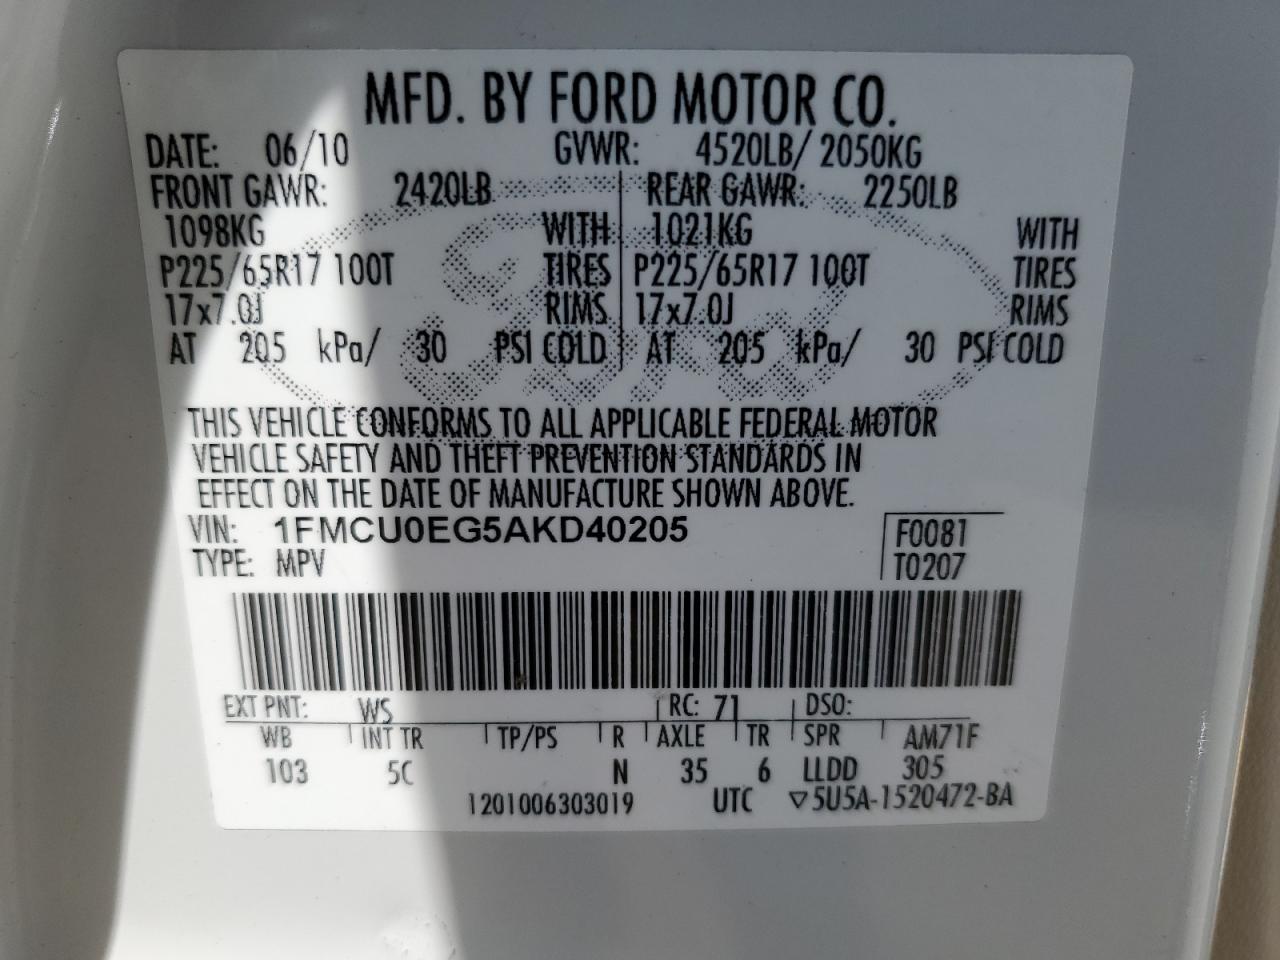 MFD. BY FORD MOTOR CO.
DATE: 06/10 GVWR: 4520LB/ 2050KG
FRONT GAWR: 2420LB REAR GAWR: 2250LB
1098KG WITH 1021KG WITH
P225/65R17 100T TIRES P225/65R17 100T TIRES
17x7.0J RIMS 17x7.0J RIMS
AT 205 kPa/ 30 PSI COLD AT 205 kPa/ 30 PSI COLD
Ford
THIS VEHICLE CONFORMS TO ALL APPLICABLE FEDERAL MOTOR
VEHICLE SAFETY AND THEFT PREVENTION STANDARDS IN
EFFECT ON THE DATE OF MANUFACTURE SHOWN ABOVE.
VIN: 1FMCU0EG5AKD40205 F0081
TYPE: MPV T0207
EXT PNT: WS RC: 71 DSO:
WB INT TR TP/PS R AXLE TR SPR AM71F
103 5C N 35 6 LLDD 305
1201006303019 UTC ▽5U5A-1520472-BA